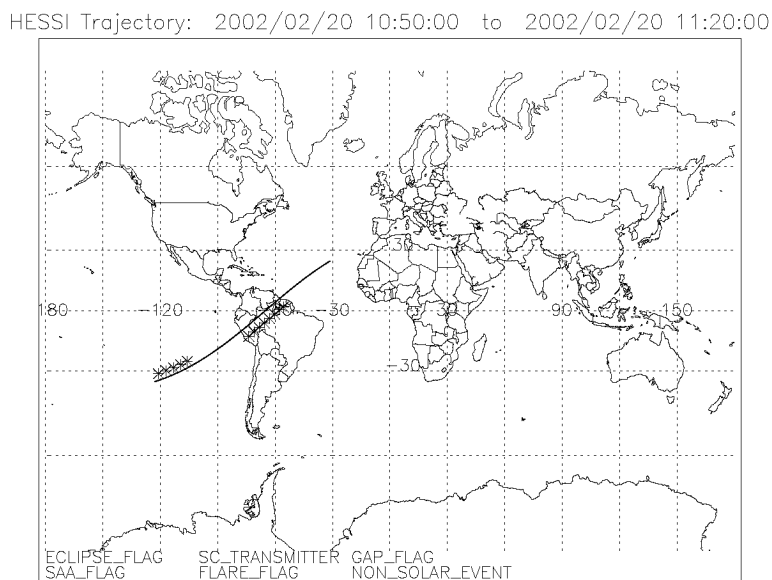 HESSI Trajectory: 2002/02/20 10:50:00 to 2002/02/20 11:20:00
30
180 -120 -60 -30 30 90 150
-30
ECLIPSE_FLAG SC_TRANSMITTER GAP_FLAG
SAA_FLAG FLARE_FLAG NON_SOLAR_EVENT